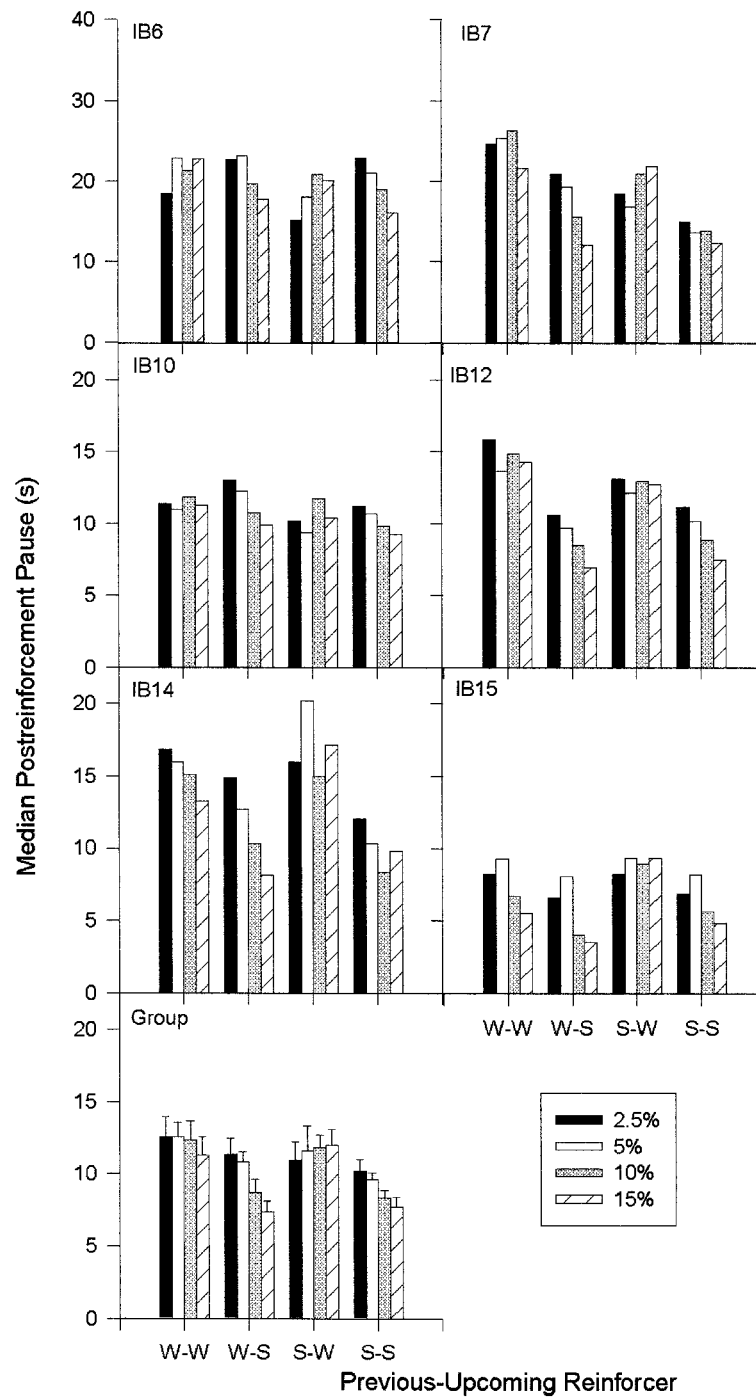 IB6
IB7
40
30
20
10
0
IB10
IB12
20
15
10
5
0
IB14
IB15
20
15
10
5
0
W-W W-S S-W S-S
Group
20
15
10
5
0
W-W W-S S-W S-S
2.5%
5%
10%
15%
Median Postreinforcement Pause (s)
Previous-Upcoming Reinforcer